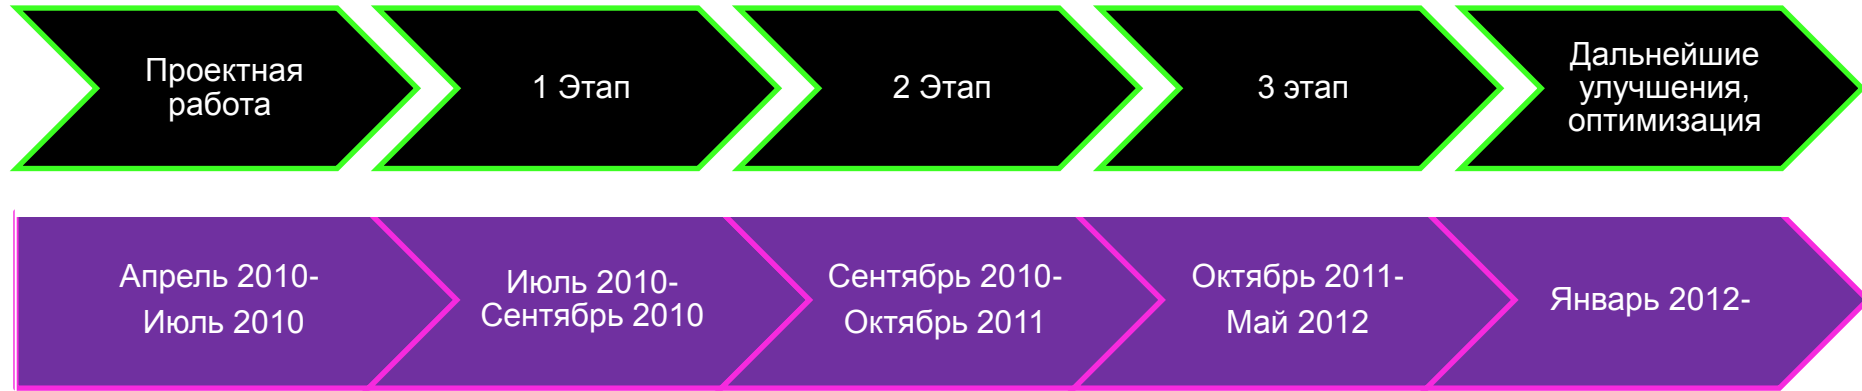 Проектная
работа
1 Этап
2 Этап
3 этап
Дальнейшие
улучшения,
оптимизация
Апрель 2010-
Июль 2010
Июль 2010-
Сентябрь 2010
Сентябрь 2010-
Октябрь 2011
Октябрь 2011-
Май 2012
Январь 2012-